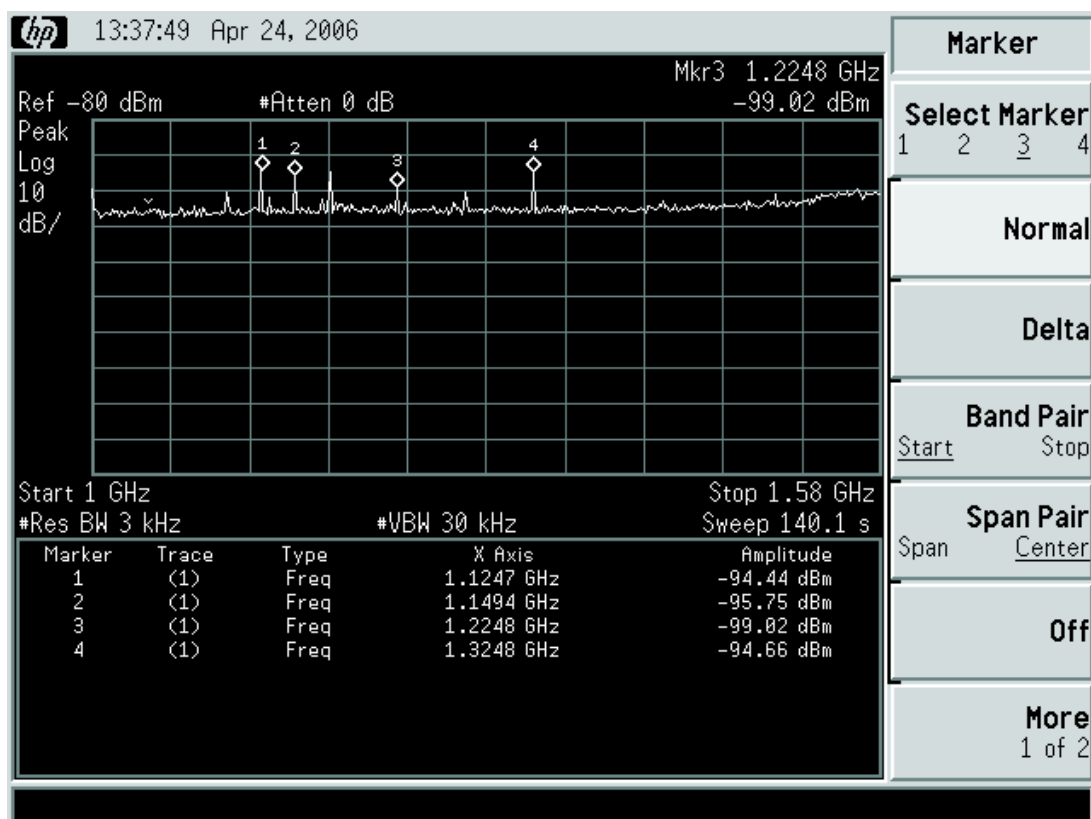 hp 13:37:49 Apr 24, 2006
Mkr3 1.2248 GHz
Ref -80 dBm #Atten 0 dB -99.02 dBm
Peak
Log
10
dB/
1 2 3 4
Start 1 GHz Stop 1.58 GHz
#Res BW 3 kHz #VBW 30 kHz Sweep 140.1 s
Marker Trace Type X Axis Amplitude
1 (1) Freq 1.1247 GHz -94.44 dBm
2 (1) Freq 1.1494 GHz -95.75 dBm
3 (1) Freq 1.2248 GHz -99.02 dBm
4 (1) Freq 1.3248 GHz -94.66 dBm
Marker
Select Marker
1 2 3 4
Normal
Delta
Band Pair
Start Stop
Span Pair
Span Center
Off
More
1 of 2